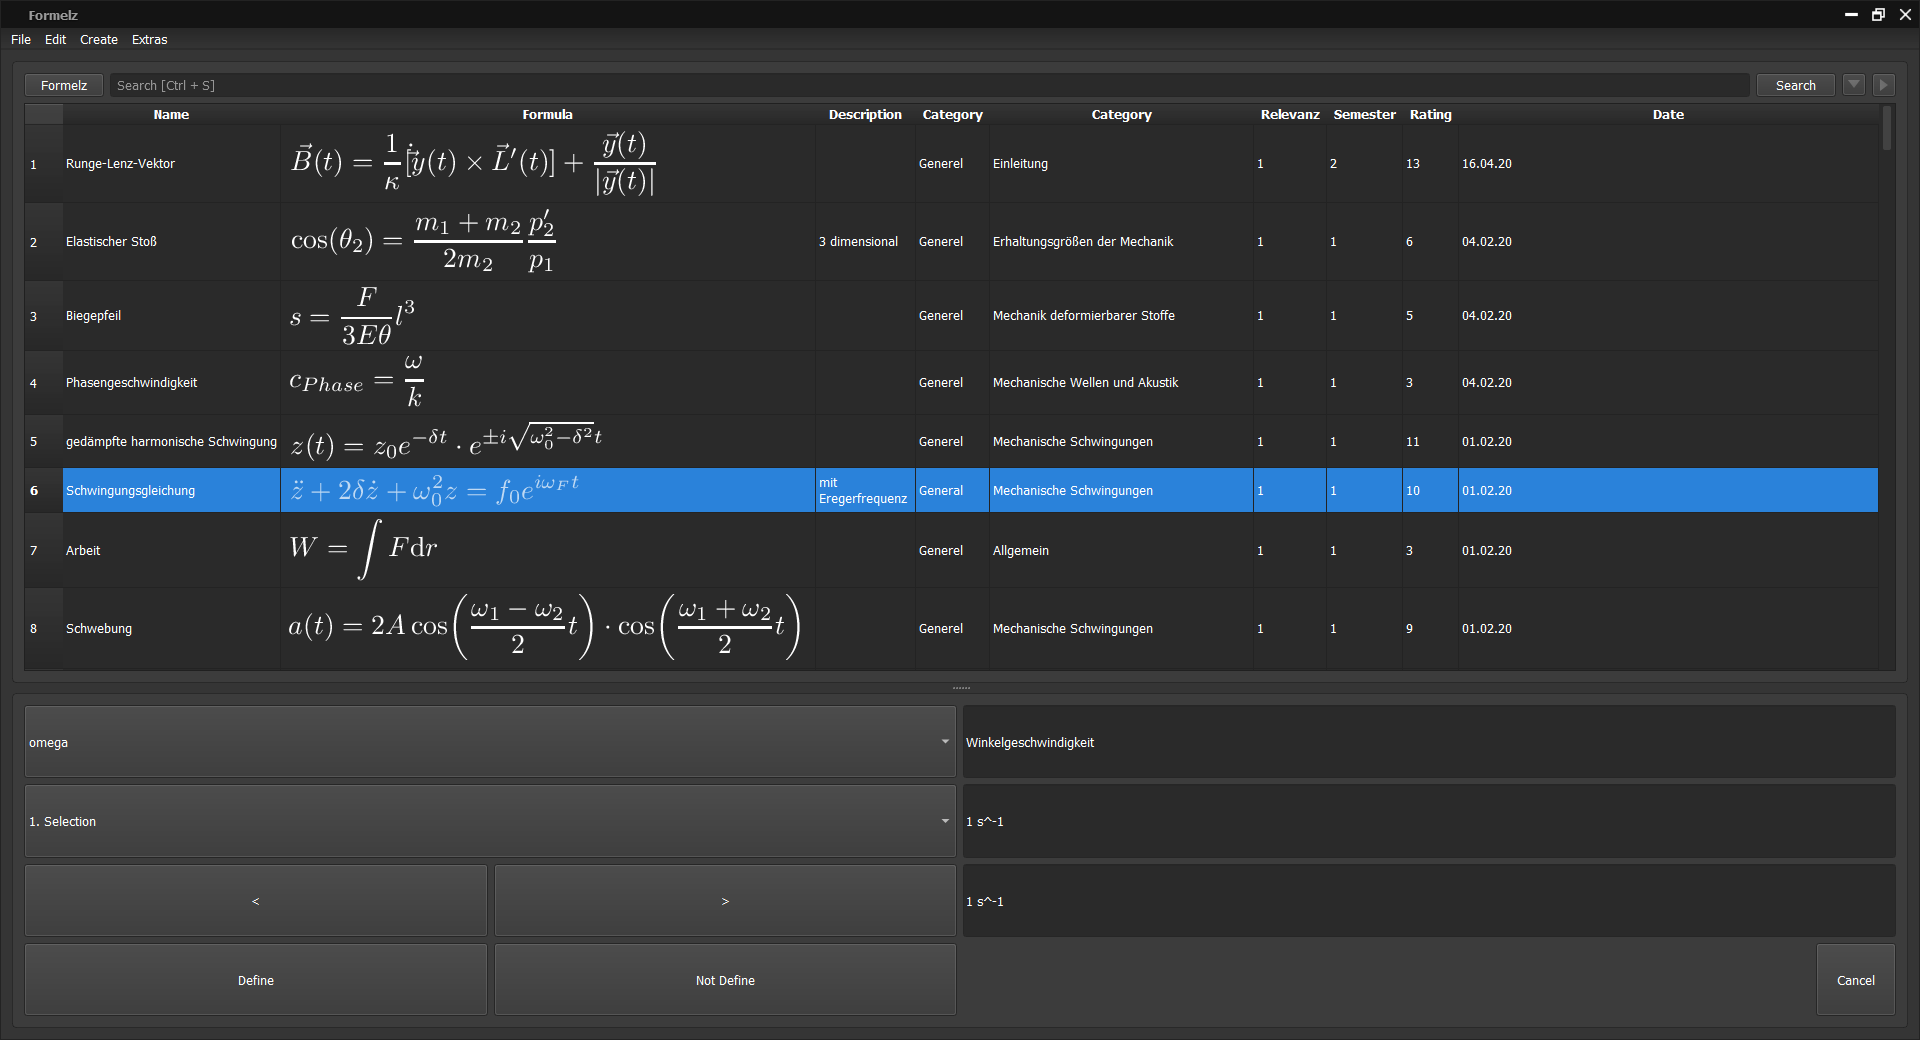 Formelz
File Edit Create Extras
Formelz Search [Ctrl + S] Search
Name Formula Description Category Category Relevanz Semester Rating Date
1 Runge-Lenz-Vektor $\vec{B}(t) = \frac{1}{\kappa}[\dot{\vec{y}}(t) \times \vec{L}'(t)] + \frac{\vec{y}(t)}{|\vec{y}(t)|}$ Generel Einleitung 1 2 13 16.04.20
2 Elastischer Stoß $\cos(\theta_2) = \frac{m_1 + m_2}{2m_2} \frac{p_2'}{p_1}$ 3 dimensional Generel Erhaltungsgrößen der Mechanik 1 1 6 04.02.20
3 Biegepfeil $s = \frac{F}{3E\theta} l^3$ Generel Mechanik deformierbarer Stoffe 1 1 5 04.02.20
4 Phasengeschwindigkeit $c_{Phase} = \frac{\omega}{k}$ Generel Mechanische Wellen und Akustik 1 1 3 04.02.20
5 gedämpfte harmonische Schwingung $z(t) = z_0 e^{-\delta t} \cdot e^{\pm i \sqrt{\omega_0^2 - \delta^2} t}$ Generel Mechanische Schwingungen 1 1 11 01.02.20
6 Schwingungsgleichung $\ddot{z} + 2\delta\dot{z} + \omega_0^2 z = f_0 e^{i\omega_F t}$ mit
Eregerfrequenz General Mechanische Schwingungen 1 1 10 01.02.20
7 Arbeit $W = \int F \mathrm{d}r$ Generel Allgemein 1 1 3 01.02.20
8 Schwebung $a(t) = 2A \cos\left(\frac{\omega_1 - \omega_2}{2} t\right) \cdot \cos\left(\frac{\omega_1 + \omega_2}{2} t\right)$ Generel Mechanische Schwingungen 1 1 9 01.02.20
omega Winkelgeschwindigkeit
1. Selection 1 s^-1
< > 1 s^-1
Define Not Define Cancel